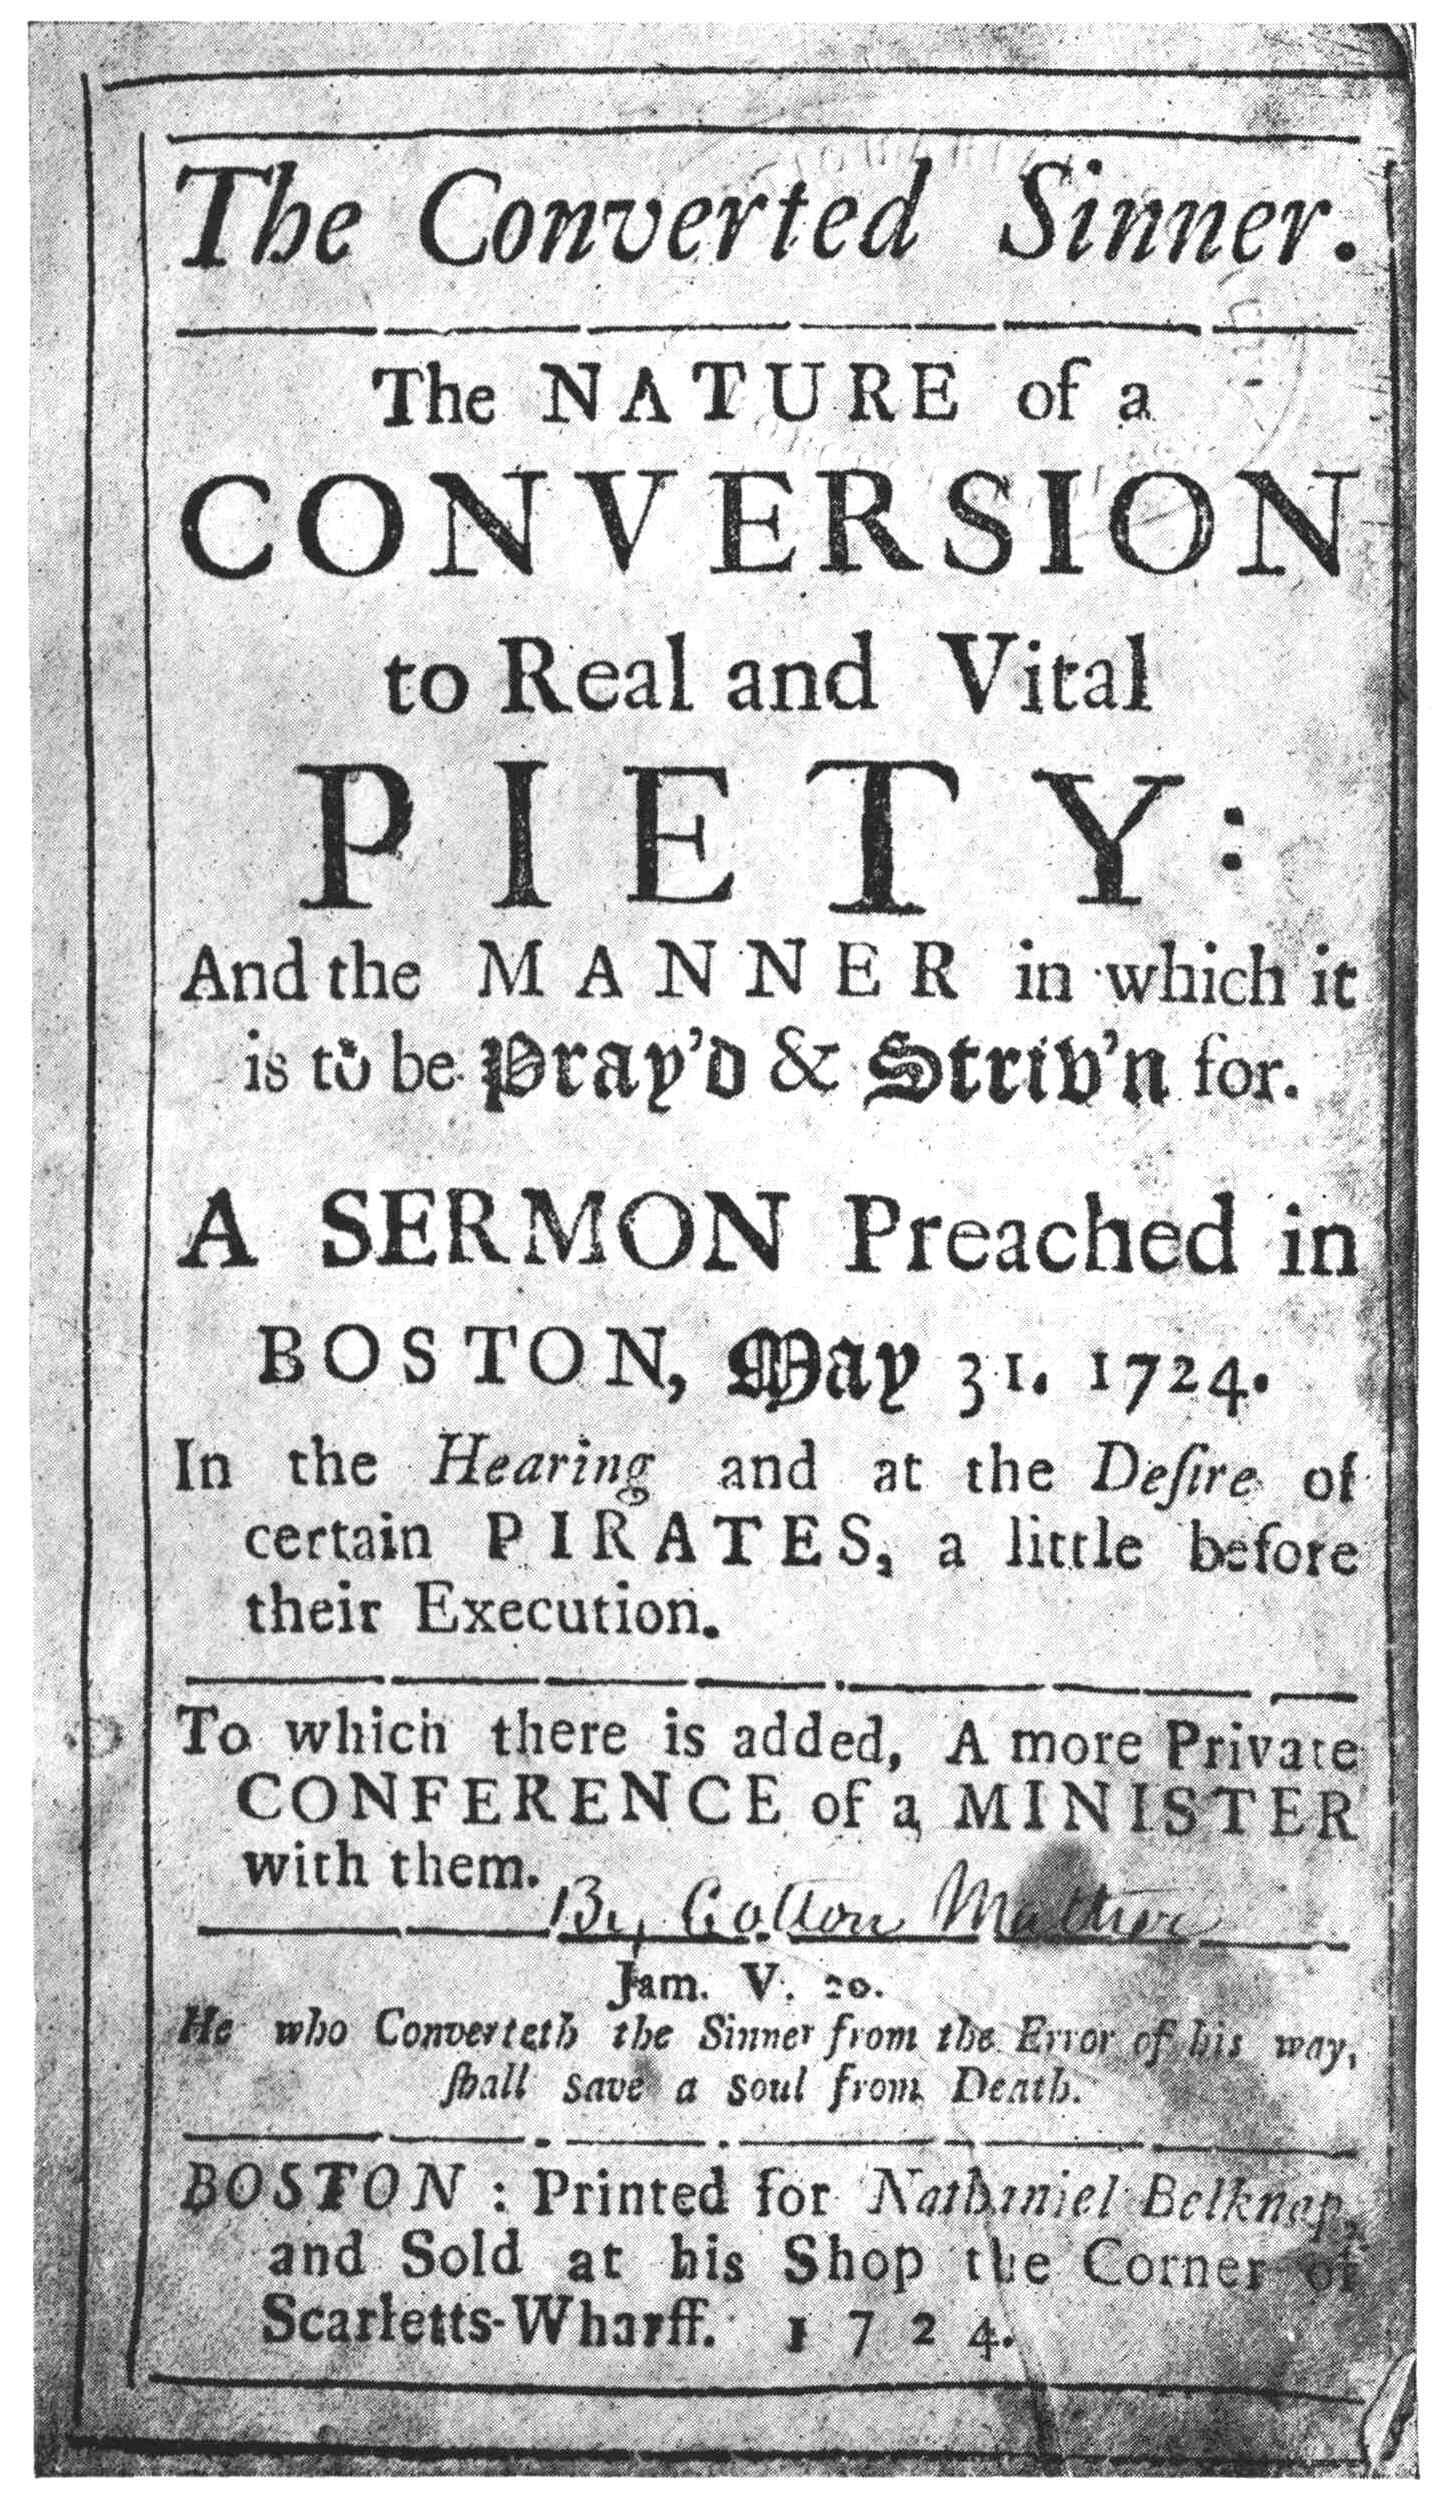 The Converted Sinner.
The NATURE of a
CONVERSION
to Real and Vital
PIETY:
And the MANNER in which it
is to be Pray'd & Striv'n for.
A SERMON Preached in
BOSTON, May 31. 1724.
In the Hearing and at the Deſire of
certain PIRATES, a little before
their Execution.
To which there is added, A more Private
CONFERENCE of a MINISTER
with them.
By Cotton Mather
Jam. V. 20.
He who Converteth the Sinner from the Error of his way,
ſhall save a soul from Death.
BOSTON: Printed for Nathaniel Belknap,
and Sold at his Shop the Corner of
Scarletts-Wharff. 1724.